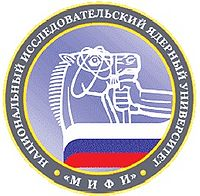 НАЦИОНАЛЬНЫЙ ИССЛЕДОВАТЕЛЬСКИЙ ЯДЕРНЫЙ УНИВЕРСИТЕТ
«МИФИ»